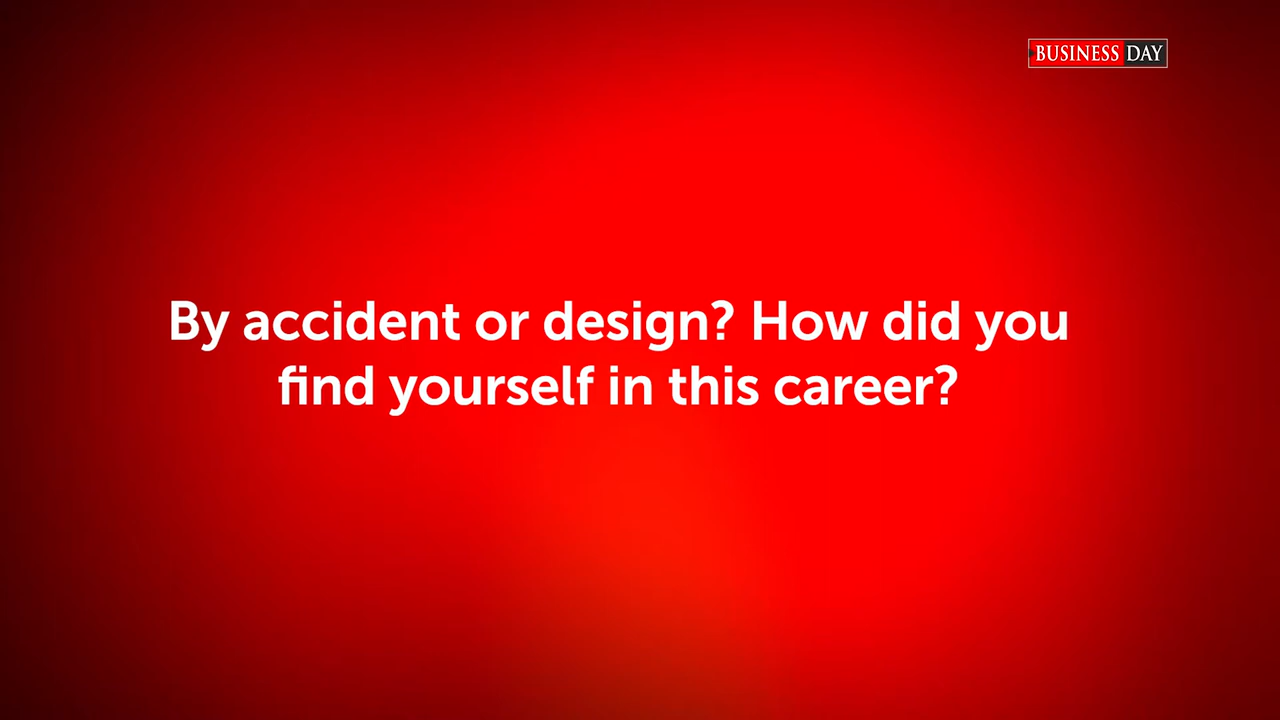 BUSINESS DAY
By accident or design? How did you
find yourself in this career?